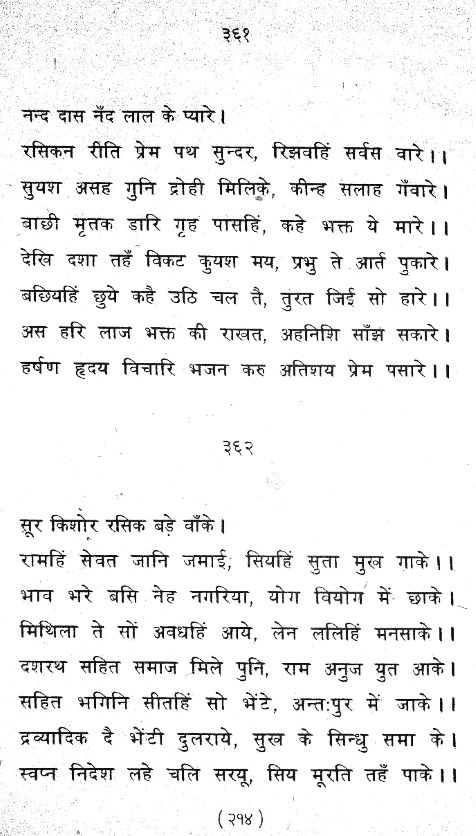 ३६१
नन्द दास नँद लाल के प्यारे।
रसिकन रीति प्रेम पथ सुन्दर, रिझवहिं सर्वस वारे।।
सुयश असह गुनि द्रोही मिलिके, कीन्ह सलाह गँवारे।
बाछी मृतक डारि गृह पासहिं, कहे भक्त ये मारे।।
देखि दशा तहँ विकट कुयश मय, प्रभु ते आर्त पुकारे।
बछियहिं छुये कहै उठि चल तै, तुरत जिई सो हारे।।
अस हरि लाज भक्त की राखत, अहनिशि साँझ सकारे।
हर्षण हृदय विचारि भजन करु अतिशय प्रेम पसारे।।
३६२
सूर किशोर रसिक बड़े वाँके।
रामहिं सेवत जानि जमाई, सियहिं सुता मुख गाके।।
भाव भरे बसि नेह नगरिया, योग वियोग में छाके।
मिथिला ते सों अवधहिं आये, लेन ललिहिं मनसाके।।
दशरथ सहित समाज मिले पुनि, राम अनुज युत आके।
सहित भगिनि सीतहिं सो भेंटे, अन्तःपुर में जाके।।
द्रव्यादिक दै भेंटी दुलराये, सुख के सिन्धु समा के।
स्वप्न निदेश लहे चलि सरयू, सिय मूरति तहँ पाके।।
(२१४)